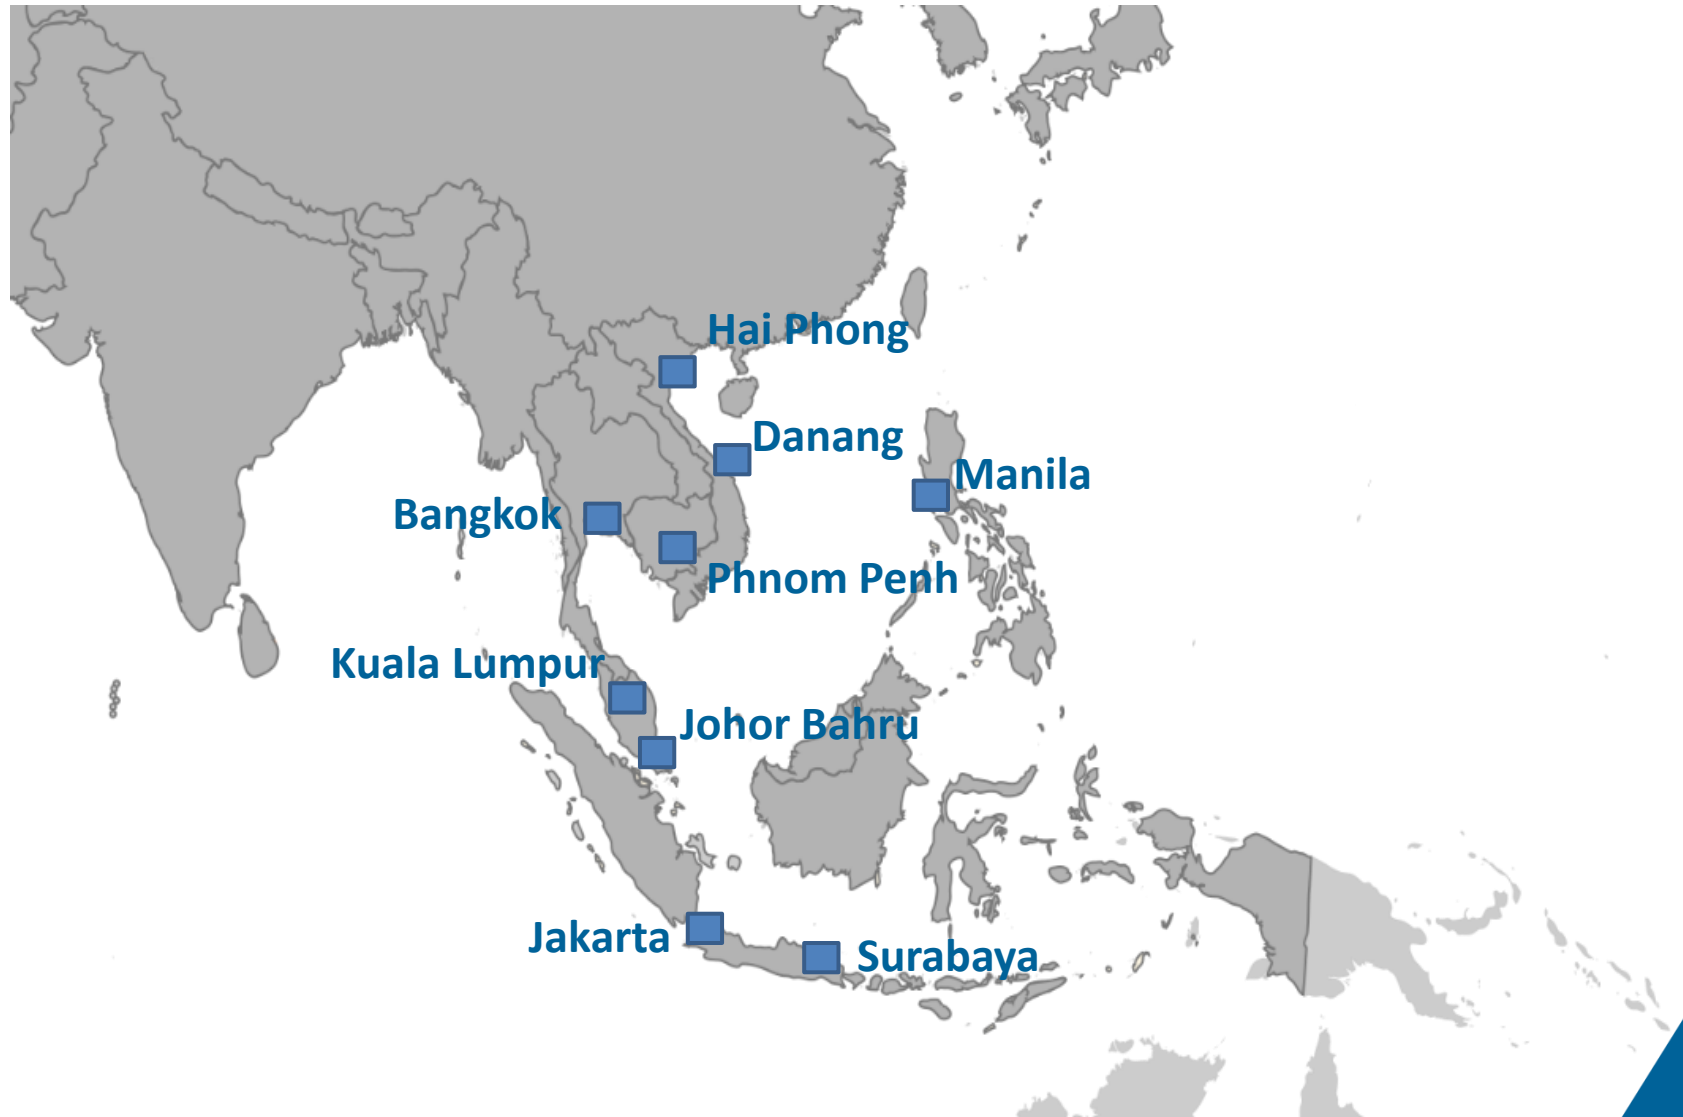 Hai Phong
Danang
Manila
Bangkok
Phnom Penh
Kuala Lumpur
Johor Bahru
Jakarta
Surabaya